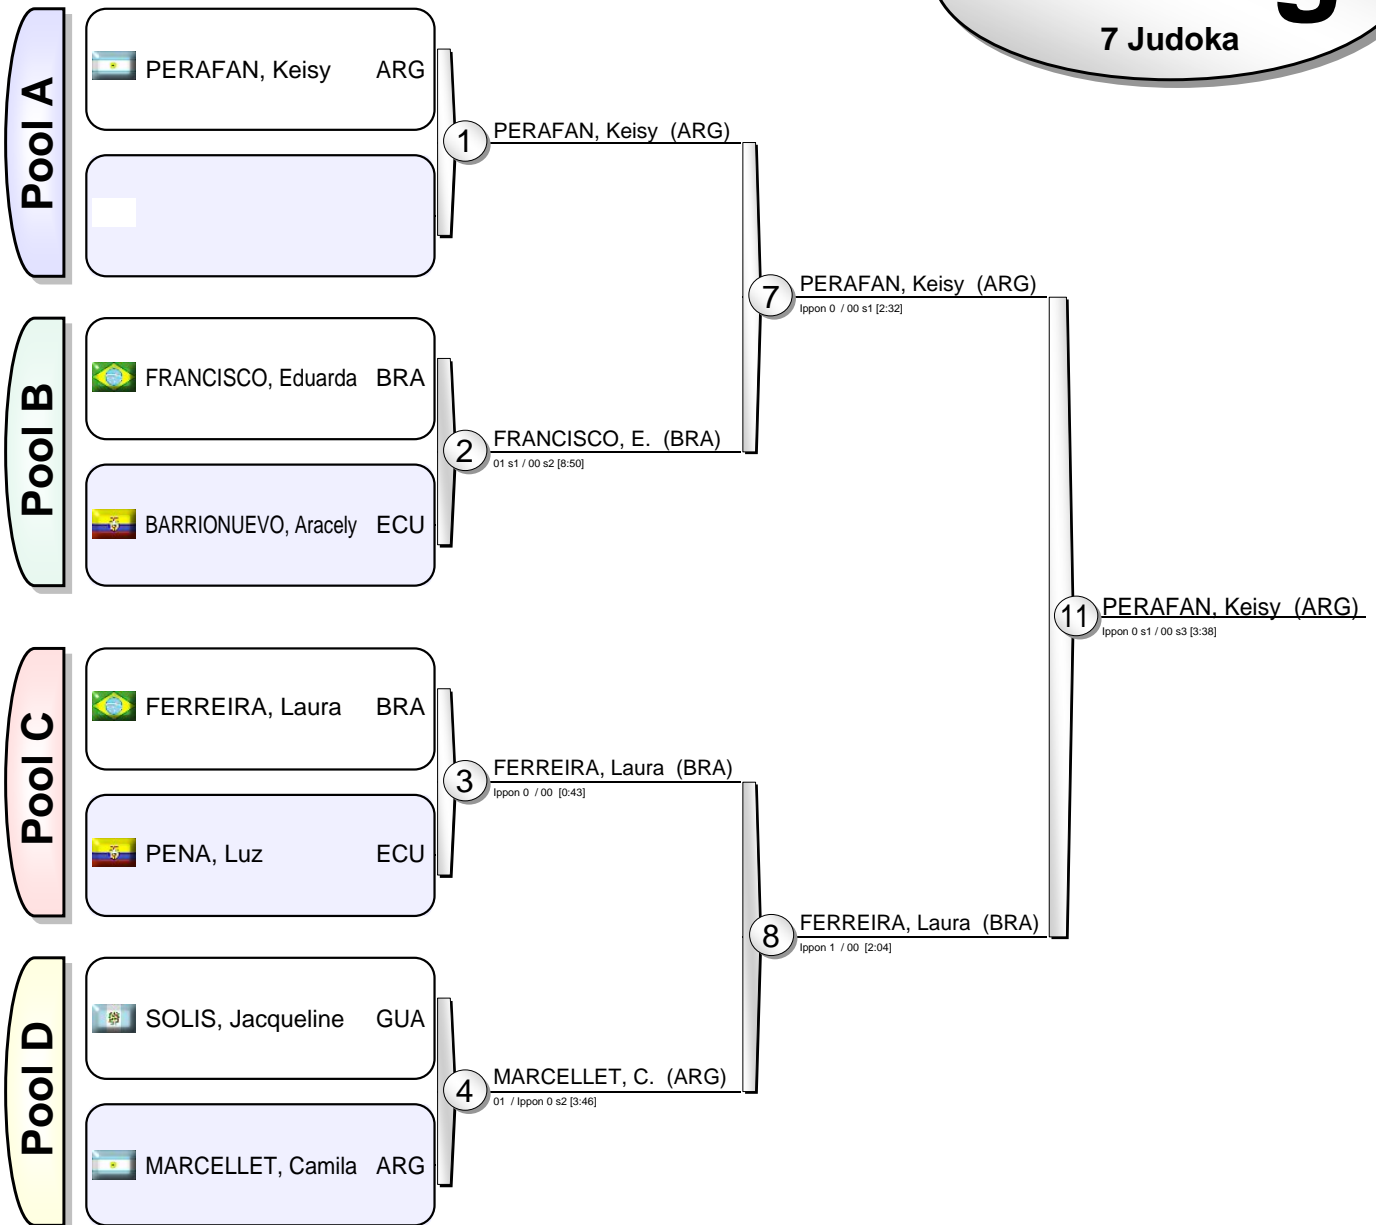 7 Judoka
Pool A
PERAFAN, Keisy ARG
1
PERAFAN, Keisy (ARG)
7
PERAFAN, Keisy (ARG)
Ippon 0 / 00 s1 [2:32]
Pool B
FRANCISCO, Eduarda BRA
2
FRANCISCO, E. (BRA)
01 s1 / 00 s2 [8:50]
BARRIONUEVO, Aracely ECU
11
PERAFAN, Keisy (ARG)
Ippon 0 s1 / 00 s3 [3:38]
Pool C
FERREIRA, Laura BRA
3
FERREIRA, Laura (BRA)
Ippon 0 / 00 [0:43]
PENA, Luz ECU
8
FERREIRA, Laura (BRA)
Ippon 1 / 00 [2:04]
Pool D
SOLIS, Jacqueline GUA
4
MARCELLET, C. (ARG)
01 / Ippon 0 s2 [3:46]
MARCELLET, Camila ARG